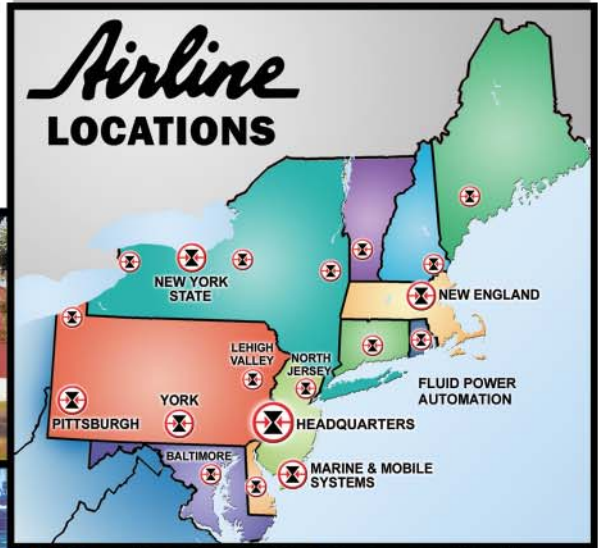 Airline
LOCATIONS
NEW YORK
STATE
NEW ENGLAND
LEHIGH
VALLEY
NORTH
JERSEY
FLUID POWER
AUTOMATION
PITTSBURGH
YORK
HEADQUARTERS
BALTIMORE
MARINE & MOBILE
SYSTEMS